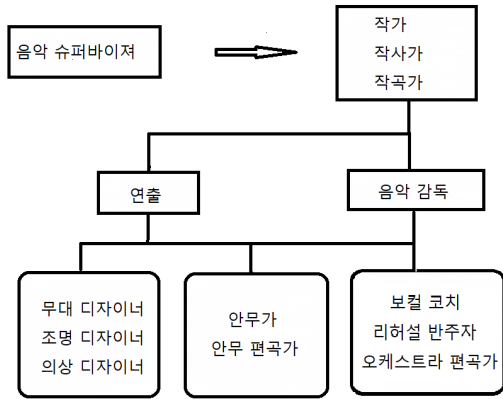 음악 슈퍼바이져
작가
작사가
작곡가
연출
음악 감독
무대 디자이너
조명 디자이너
의상 디자이너
안무가
안무 편곡가
보컬 코치
리허설 반주자
오케스트라 편곡가